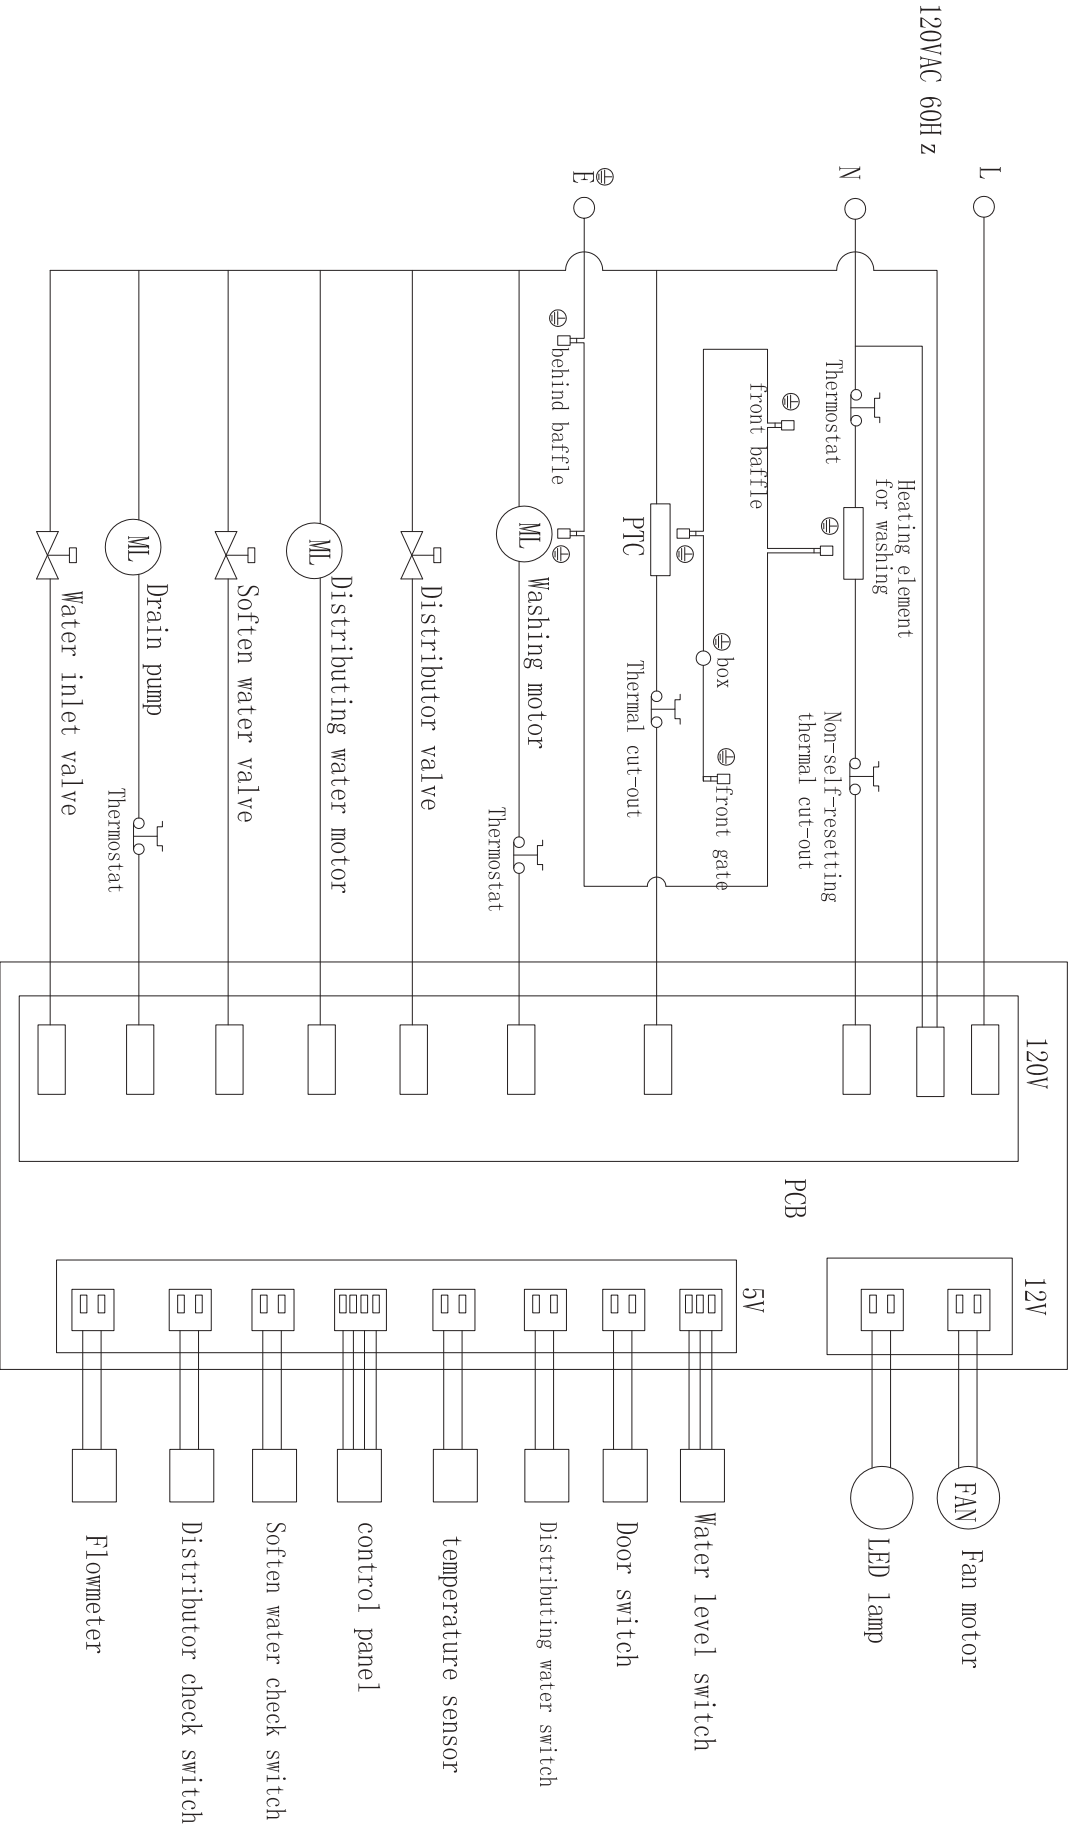 120VAC 60Hz
L
N
E
Thermostat
Heating element
for washing
Non-self-resetting
thermal cut-out
front baffle
box
front gate
PTC
Thermal cut-out
behind baffle
ML
Washing motor
Thermostat
Distributor valve
ML
Distributing water motor
Soften water valve
ML
Drain pump
Thermostat
Water inlet valve
120V
PCB
12V
5V
FAN
Fan motor
LED lamp
Water level switch
Door switch
Distributing water switch
temperature sensor
control panel
Soften water check switch
Distributor check switch
Flowmeter